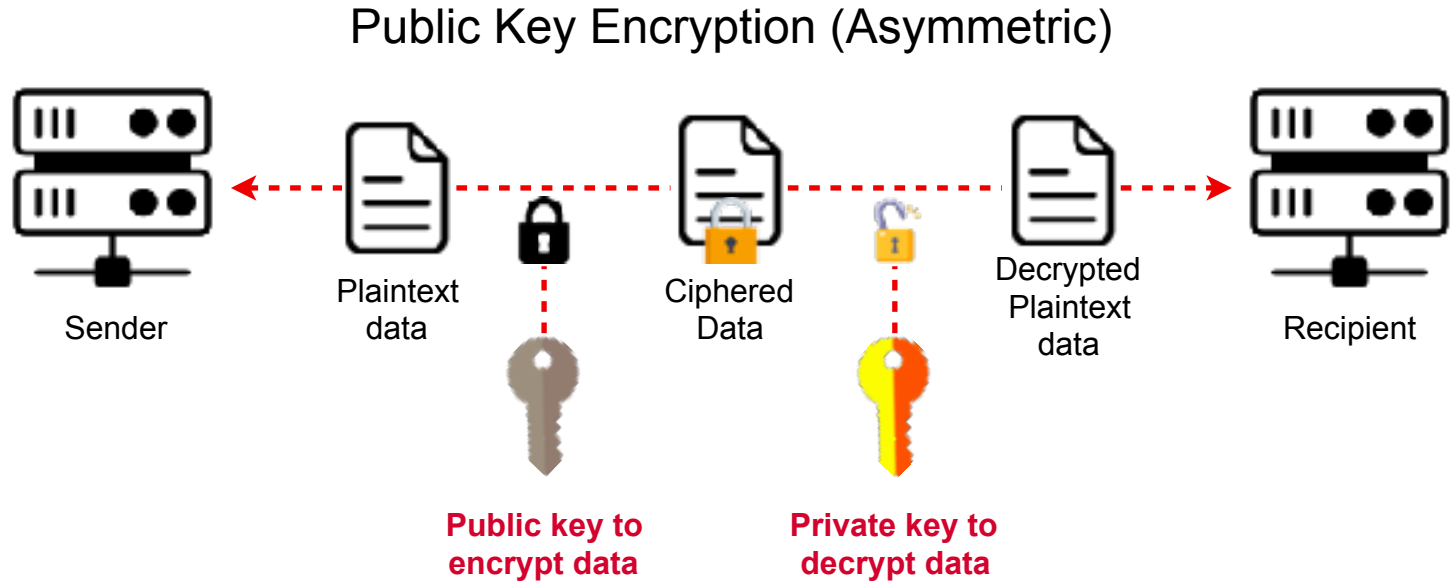 Public Key Encryption (Asymmetric)
Sender
Plaintext
data
Ciphered
Data
Decrypted
Plaintext
data
Recipient
Public key to
encrypt data
Private key to
decrypt data